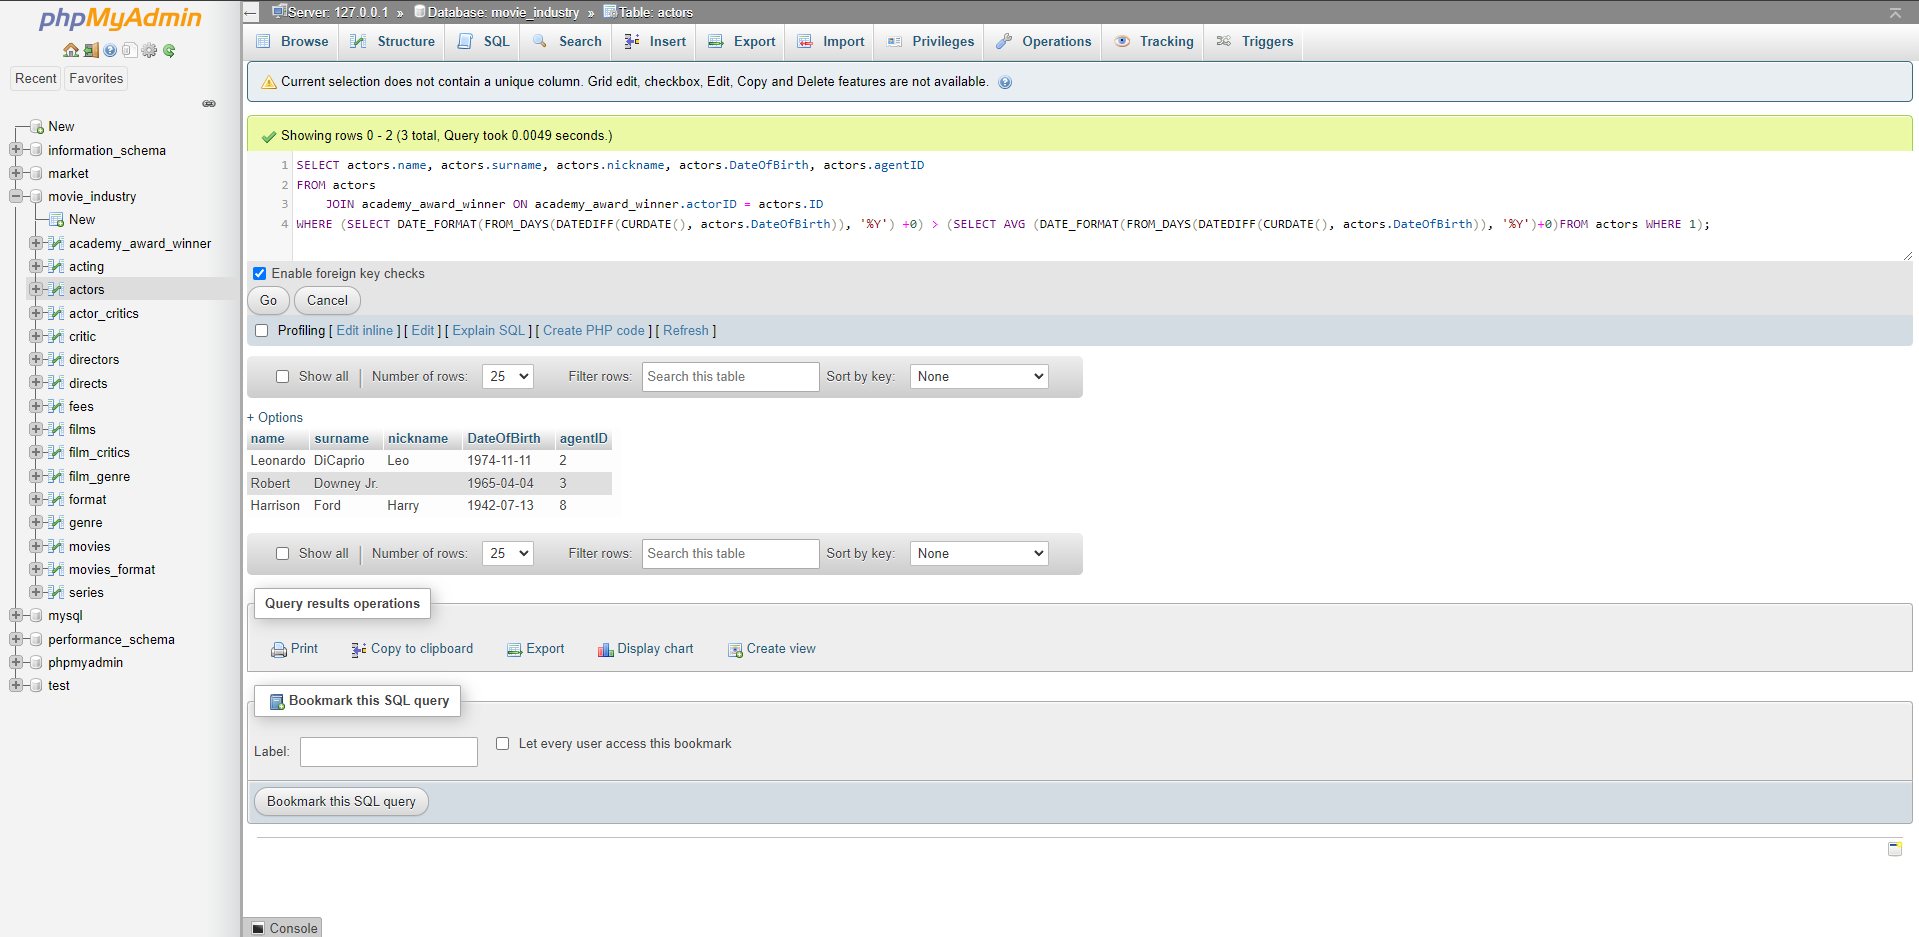 phpMyAdmin
Recent Favorites
New
information_schema
market
movie_industry
New
academy_award_winner
acting
actors
actor_critics
critic
directors
directs
fees
films
film_critics
film_genre
format
genre
movies
movies_format
series
mysql
performance_schema
phpmyadmin
test
Server: 127.0.0.1 » Database: movie_industry » Table: actors
Browse Structure SQL Search Insert Export Import Privileges Operations Tracking Triggers
Current selection does not contain a unique column. Grid edit, checkbox, Edit, Copy and Delete features are not available.
Showing rows 0 - 2 (3 total, Query took 0.0049 seconds.)
1 SELECT actors.name, actors.surname, actors.nickname, actors.DateOfBirth, actors.agentID
2 FROM actors
3 JOIN academy_award_winner ON academy_award_winner.actorID = actors.ID
4 WHERE (SELECT DATE_FORMAT(FROM_DAYS(DATEDIFF(CURDATE(), actors.DateOfBirth)), '%Y') +0) > (SELECT AVG (DATE_FORMAT(FROM_DAYS(DATEDIFF(CURDATE(), actors.DateOfBirth)), '%Y')+0)FROM actors WHERE 1);
Enable foreign key checks
Go Cancel
Profiling [ Edit inline ] [ Edit ] [ Explain SQL ] [ Create PHP code ] [ Refresh ]
Show all Number of rows: 25 Filter rows: Search this table Sort by key: None
+ Options
name surname nickname DateOfBirth agentID
Leonardo DiCaprio Leo 1974-11-11 2
Robert Downey Jr. 1965-04-04 3
Harrison Ford Harry 1942-07-13 8
Show all Number of rows: 25 Filter rows: Search this table Sort by key: None
Query results operations
Print Copy to clipboard Export Display chart Create view
Bookmark this SQL query
Label: Let every user access this bookmark
Bookmark this SQL query
Console